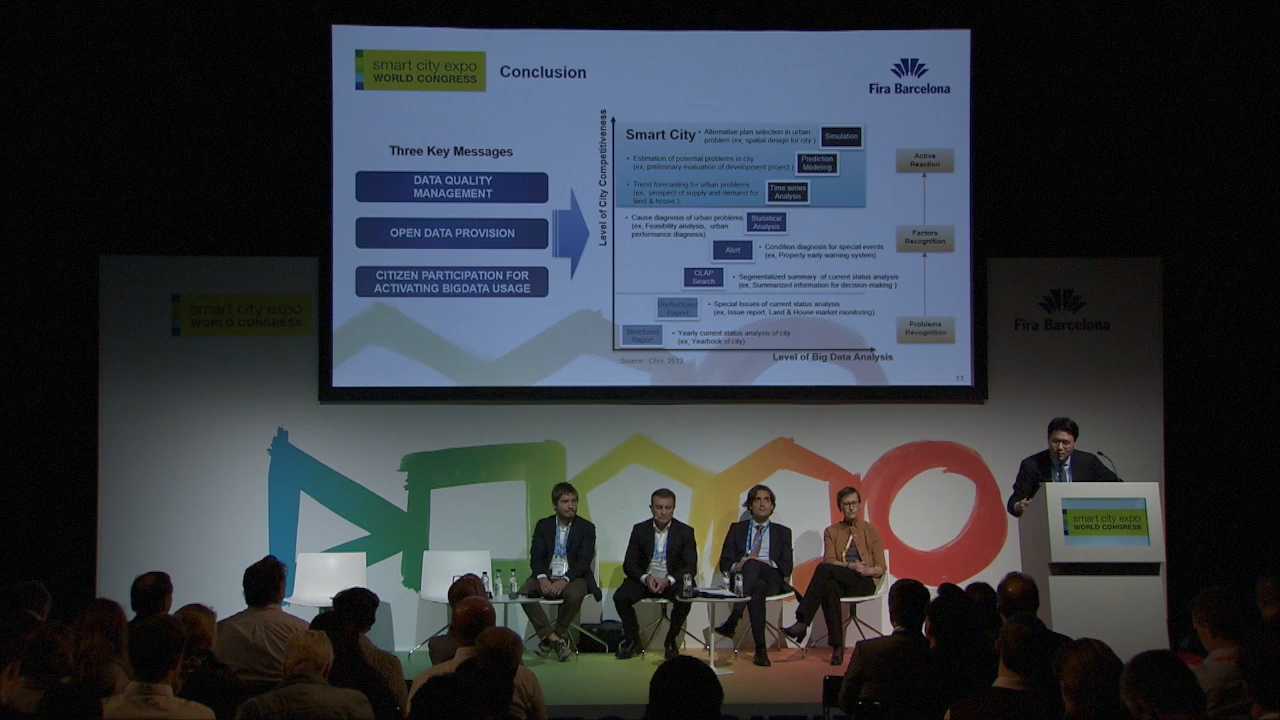 smart city expo
WORLD CONGRESS
Conclusion
Fira Barcelona
Three Key Messages
DATA QUALITY
MANAGEMENT
OPEN DATA PROVISION
CITIZEN PARTICIPATION FOR
ACTIVATING BIGDATA USAGE
Level of City Competitiveness
Smart City
• Alternative plan selection in urban
problem (ex, spatial design for city )
Simulation
• Estimation of potential problems in city
(ex, preliminary evaluation of development project )
Prediction
Modeling
• Trend forecasting for urban problems
(ex, prospect of supply and demand for
land & house )
Time series
Analysis
• Cause diagnosis of urban problems
(ex, Feasibility analysis, urban
performance diagnosis)
Statistical
Analysis
Alert
• Condition diagnosis for special events
(ex, Property early warning system)
OLAP
Search
• Segmentalized summary of current status analysis
(ex, Summarized information for decision-making )
Unstructured
Report
• Special Issues of current status analysis
(ex, Issue report, Land & House market monitoring)
Structured
Report
• Yearly current status analysis of city
(ex, Yearbook of city)
Source : Choi, 2013
Level of Big Data Analysis
Active
Reaction
Factors
Recognition
Problems
Recognition
11
smart city expo
WORLD CONGRESS
Fira Barcelona
smart city expo
WORLD CONGRESS